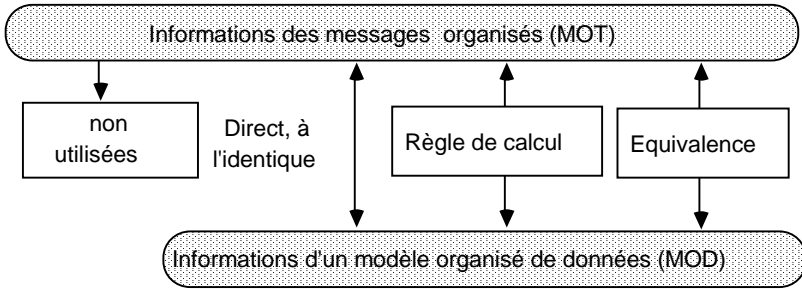 Informations des messages organisés (MOT)
non
utilisées
Direct, à
l'identique
Règle de calcul
Equivalence
Informations d'un modèle organisé de données (MOD)